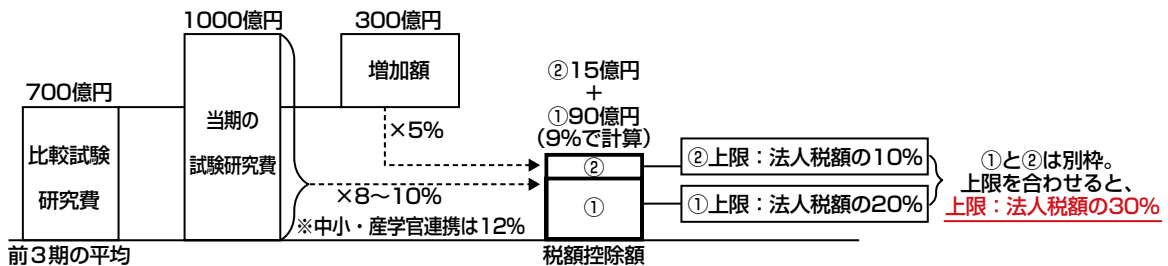 1000億円
300億円
700億円
増加額
当期の
試験研究費
比較試験
研究費
×5%
×8〜10%
※中小・産学官連携は12%
前3期の平均
②15億円
+
①90億円
(9%で計算)
②
①
税額控除額
②上限:法人税額の10%
①上限:法人税額の20%
①と②は別枠。
上限を合わせると、
上限:法人税額の30%